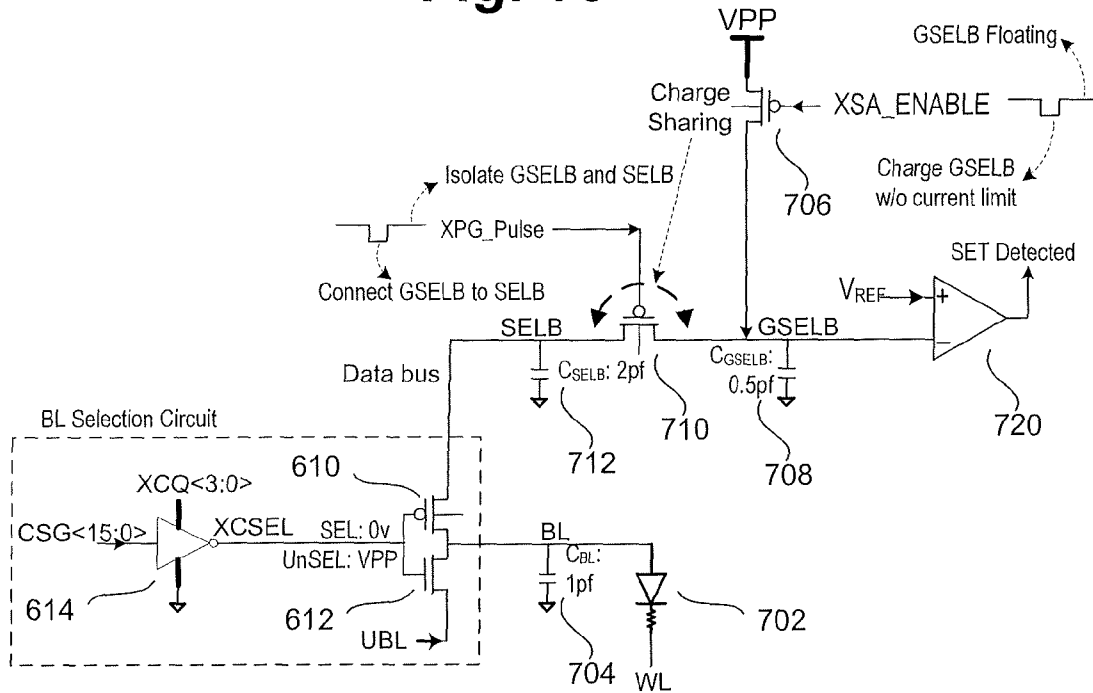 VPP
GSELB Floating
Charge
Sharing
XSA_ENABLE
Isolate GSELB and SELB
706
Charge GSELB
w/o current limit
XPG_Pulse
SET Detected
Connect GSELB to SELB
VREF
+
SELB
GSELB
−
Data bus
CSELB: 2pf
CGSELB:
0.5pf
710
720
BL Selection Circuit
712
708
610
XCQ<3:0>
CSG<15:0>
XCSEL
SEL: 0v
UnSEL: VPP
BL
CBL:
1pf
614
612
702
UBL
704
WL